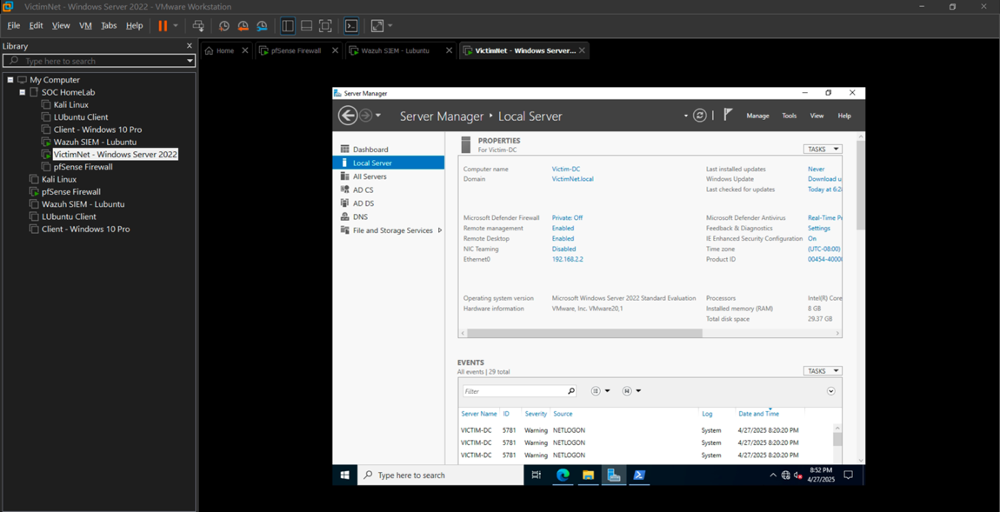 VictimNet - Windows Server 2022 - VMware Workstation
File Edit View VM Tabs Help
Library
Type here to search
My Computer
SOC HomeLab
Kali Linux
LUbuntu Client
Client - Windows 10 Pro
Wazuh SIEM - Lubuntu
VictimNet - Windows Server 2022
pfSense Firewall
Kali Linux
pfSense Firewall
Wazuh SIEM - Lubuntu
LUbuntu Client
Client - Windows 10 Pro
Home pfSense Firewall Wazuh SIEM - Lubuntu VictimNet - Windows Server...
Server Manager
Server Manager Local Server
Manage Tools View Help
Dashboard
Local Server
All Servers
AD CS
AD DS
DNS
File and Storage Services
PROPERTIES
For Victim-DC
TASKS
Computer name Victim-DC Last installed updates Never
Domain VictimNet.local Windows Update Download u
Last checked for updates Today at 6:2
Microsoft Defender Firewall Private: Off Microsoft Defender Antivirus Real-Time P
Remote management Enabled Feedback & Diagnostics Settings
Remote Desktop Enabled IE Enhanced Security Configuration On
NIC Teaming Disabled Time zone (UTC-08:00)
Ethernet0 192.168.2.2 Product ID 00454-4000
Operating system version Microsoft Windows Server 2022 Standard Evaluation Processors Intel(R) Core
Hardware information VMware, Inc. VMware20,1 Installed memory (RAM) 8 GB
Total disk space 29.37 GB
EVENTS
All events | 29 total
TASKS
Filter
Server Name ID Severity Source Log Date and Time
VICTIM-DC 5781 Warning NETLOGON System 4/27/2025 8:20:20 PM
VICTIM-DC 5781 Warning NETLOGON System 4/27/2025 8:20:20 PM
VICTIM-DC 5781 Warning NETLOGON System 4/27/2025 8:20:20 PM
Type here to search
8:52 PM
4/27/2025